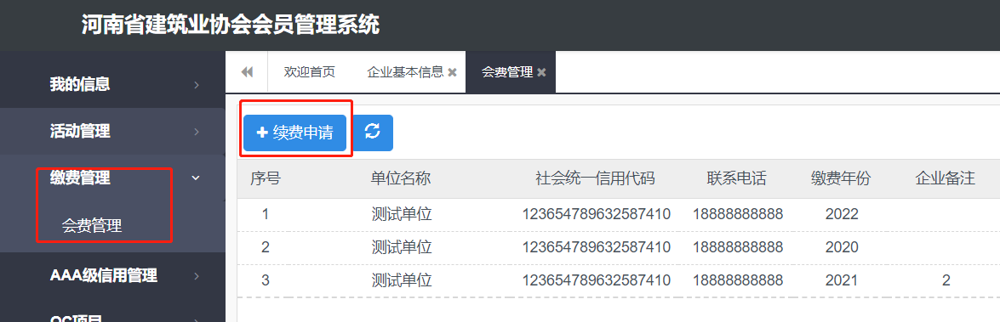 河南省建筑业协会会员管理系统
我的信息
活动管理
缴费管理
会费管理
AAA级信用管理
QC项目
欢迎首页 企业基本信息 会费管理
续费申请
序号 单位名称 社会统一信用代码 联系电话 缴费年份 企业备注
1 测试单位 123654789632587410 18888888888 2022
2 测试单位 123654789632587410 18888888888 2020
3 测试单位 123654789632587410 18888888888 2021 2